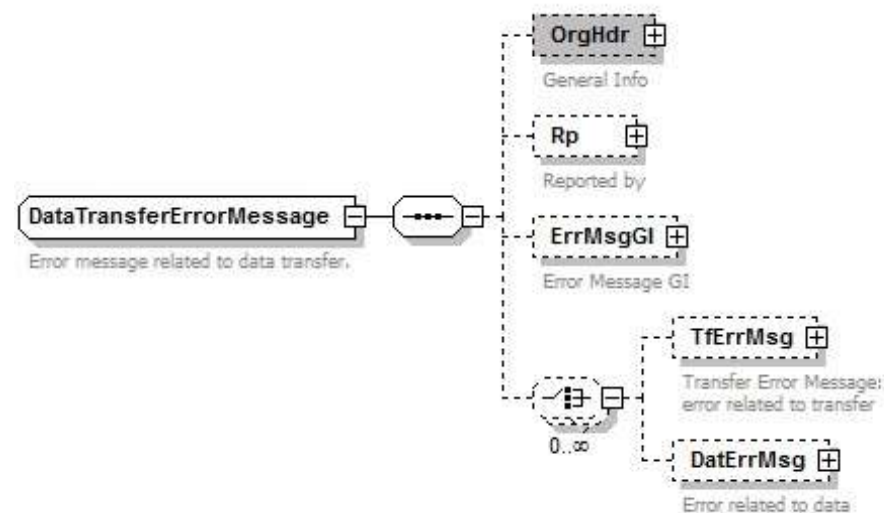 OrgHdr
General Info
Rp
Reported by
DataTransferErrorMessage
Error message related to data transfer.
ErrMsgGI
Error Message GI
TfErrMsg
Transfer Error Message:
error related to transfer
0..∞
DatErrMsg
Error related to data